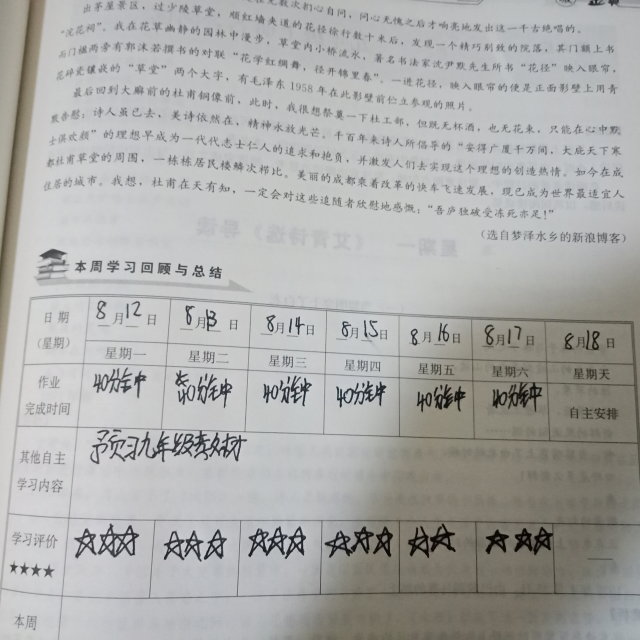 出茅屋景区，过少陵草堂，顺红墙夹道的花径徐行数十米后，发现一个精巧别致的院落，其门额上书
“浣花祠”。我在花草幽静的园林中漫步，草堂内小桥流水，著名书法家沈尹默先生所书“花径”映入眼帘，
而门楹两旁有郭沫若撰书的对联“花学红绸舞，径开锦里春”。一进花径，映入眼帘的便是正面影壁上用青
花碎瓷镶嵌的“草堂”两个大字，有毛泽东1958年在此影壁前伫立参观的照片。
最后回到大廨前的杜甫铜像前，此时，我很想祭奠一下杜工部，但既无杯酒，也无花束，只能在心中默
默告慰：诗人虽已去，美诗依然在，精神永放光芒。千百年来诗人所倡导的“安得广厦千万间，大庇天下寒
士俱欢颜”的理想早成为一代代志士仁人的追求和抱负，并激发人们去实现这个理想的创造热情。如今在成
都杜甫草堂的周围，一栋栋居民楼鳞次栉比。美丽的成都乘着改革的快车飞速发展，现已成为世界最适宜人
住居的城市。我想，杜甫在天有知，一定会对这些追随者欣慰地感慨：“吾庐独破受冻死亦足！”
（选自梦泽水乡的新浪博客）
本周学习回顾与总结
日期 8月12日 8月13日 8月14日 8月15日 8月16日 8月17日 8月18日
（星期） 星期一 星期二 星期三 星期四 星期五 星期六 星期天
作业 40分钟 40分钟 40分钟 40分钟 40分钟 40分钟
完成时间 自主安排
其他自主 预习九年级素材
学习内容
学习评价 ☆☆☆ ☆☆☆ ☆☆☆ ☆☆☆ ☆☆ ☆☆☆
★★★★
本周